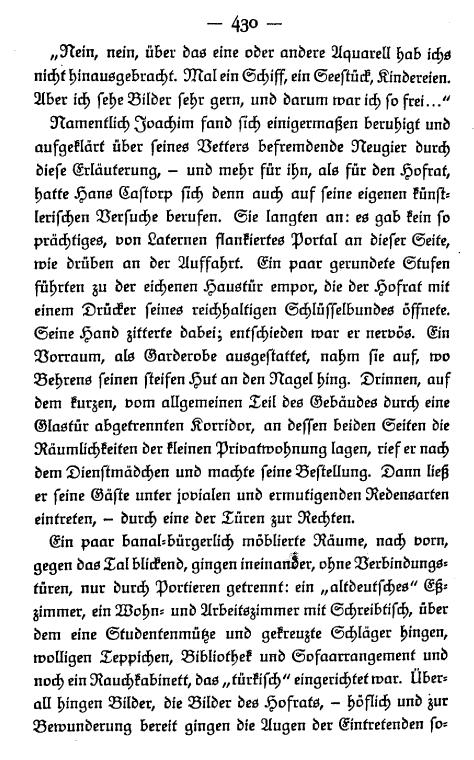 — 430 —
„Nein, nein, über das eine oder andere Aquarell hab ichs
nicht hinausgebracht. Mal ein Schiff, ein Seestück, Kindereien.
Aber ich sehe Bilder sehr gern, und darum war ich so frei...“
Namentlich Joachim fand sich einigermaßen beruhigt und
aufgeklärt über seines Vetters befremdende Neugier durch
diese Erläuterung, – und mehr für ihn, als für den Hofrat,
hatte Hans Castorp sich denn auch auf seine eigenen künst-
lerischen Versuche berufen. Sie langten an: es gab kein so
prächtiges, von Laternen flankiertes Portal an dieser Seite,
wie drüben an der Auffahrt. Ein paar gerundete Stufen
führten zu der eichenen Haustür empor, die der Hofrat mit
einem Drücker seines reichhaltigen Schlüsselbundes öffnete.
Seine Hand zitterte dabei; entschieden war er nervös. Ein
Vorraum, als Garderobe ausgestattet, nahm sie auf, wo
Behrens seinen steifen Hut an den Nagel hing. Drinnen, auf
dem kurzen, vom allgemeinen Teil des Gebäudes durch eine
Glastür abgetrennten Korridor, an dessen beiden Seiten die
Räumlichkeiten der kleinen Privatwohnung lagen, rief er nach
dem Dienstmädchen und machte seine Bestellung. Dann ließ
er seine Gäste unter jovialen und ermutigenden Redensarten
eintreten, – durch eine der Türen zur Rechten.
Ein paar banal-bürgerlich möblierte Räume, nach vorn,
gegen das Tal blickend, gingen ineinander, ohne Verbindungs-
türen, nur durch Portieren getrennt: ein „altdeutsches“ Eß-
zimmer, ein Wohn- und Arbeitszimmer mit Schreibtisch, über
dem eine Studentenmütze und gekreuzte Schläger hingen,
wolligen Teppichen, Bibliothek und Sofaarrangement und
noch ein Rauchkabinett, das „türkisch“ eingerichtet war. Über-
all hingen Bilder, die Bilder des Hofrats, – höflich und zur
Bewunderung bereit gingen die Augen der Eintretenden so-